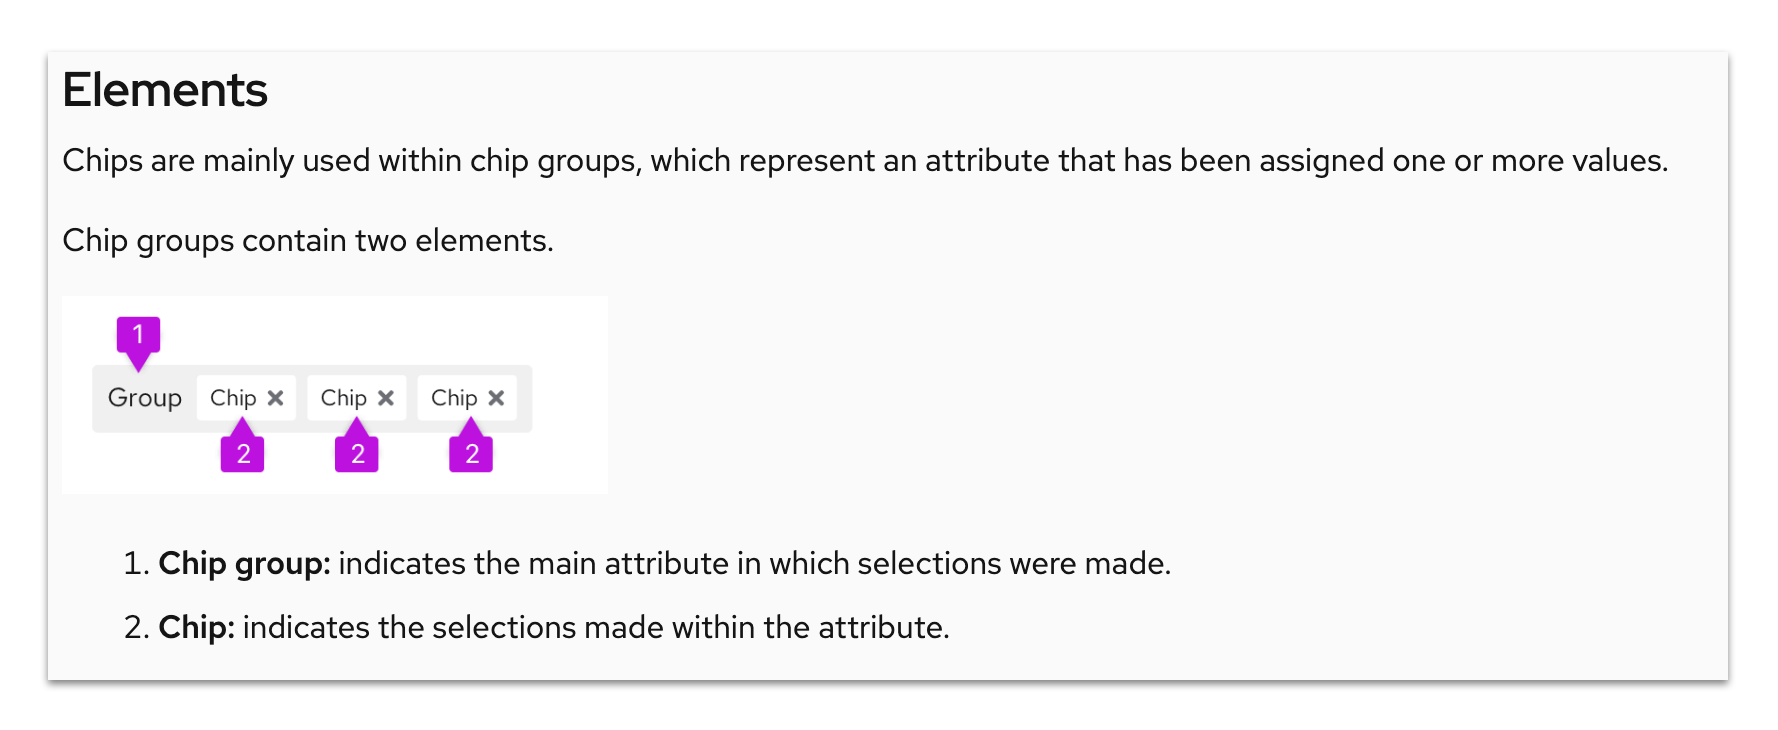 Elements
Chips are mainly used within chip groups, which represent an attribute that has been assigned one or more values.
Chip groups contain two elements.
1
Group Chip × Chip × Chip ×
2 2 2
1. Chip group: indicates the main attribute in which selections were made.
2. Chip: indicates the selections made within the attribute.